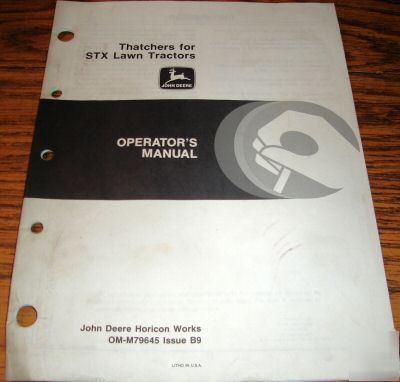 Thatchers for
STX Lawn Tractors
JOHN DEERE
OPERATOR'S
MANUAL
John Deere Horicon Works
OM-M79645 Issue B9
LITHO IN U.S.A.